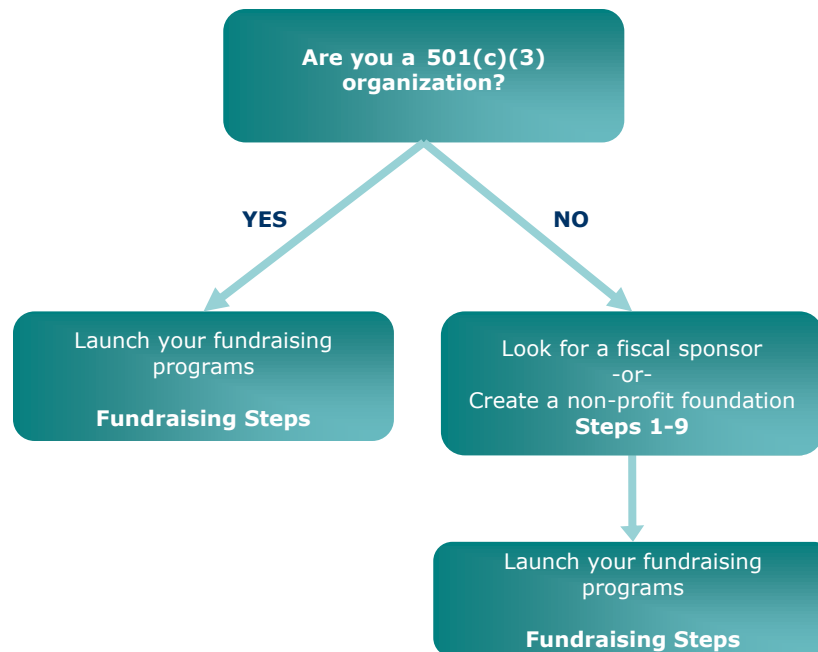 Are you a 501(c)(3)
organization?
YES
NO
Launch your fundraising
programs
Fundraising Steps
Look for a fiscal sponsor
-or-
Create a non-profit foundation
Steps 1-9
Launch your fundraising
programs
Fundraising Steps